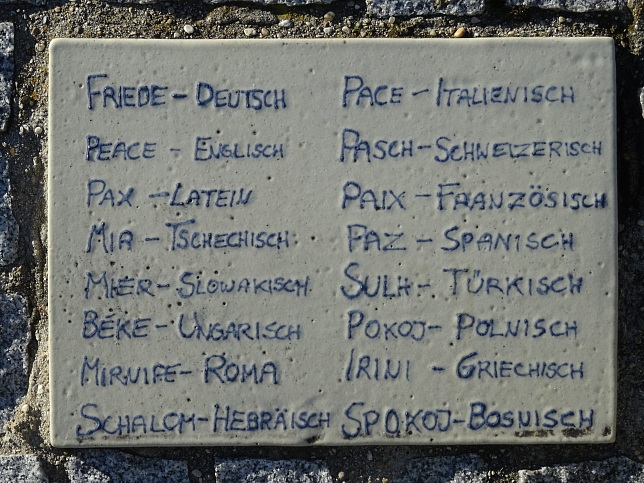 FRIEDE - DEUTSCH
PEACE - ENGLISCH
PAX - LATEIN
MIR - TSCHECHISCH
MIER - SLOWAKISCH
BÉKE - UNGARISCH
MIRNIFE - ROMA
SCHALOM - HEBRÄISCH
PACE - ITALIENISCH
PASCH - SCHWEIZERISCH
PAIX - FRANZÖSISCH
PAZ - SPANISCH
SULH - TÜRKISCH
POKOJ - POLNISCH
IRINI - GRIECHISCH
SPOKOJ - BOSNISCH